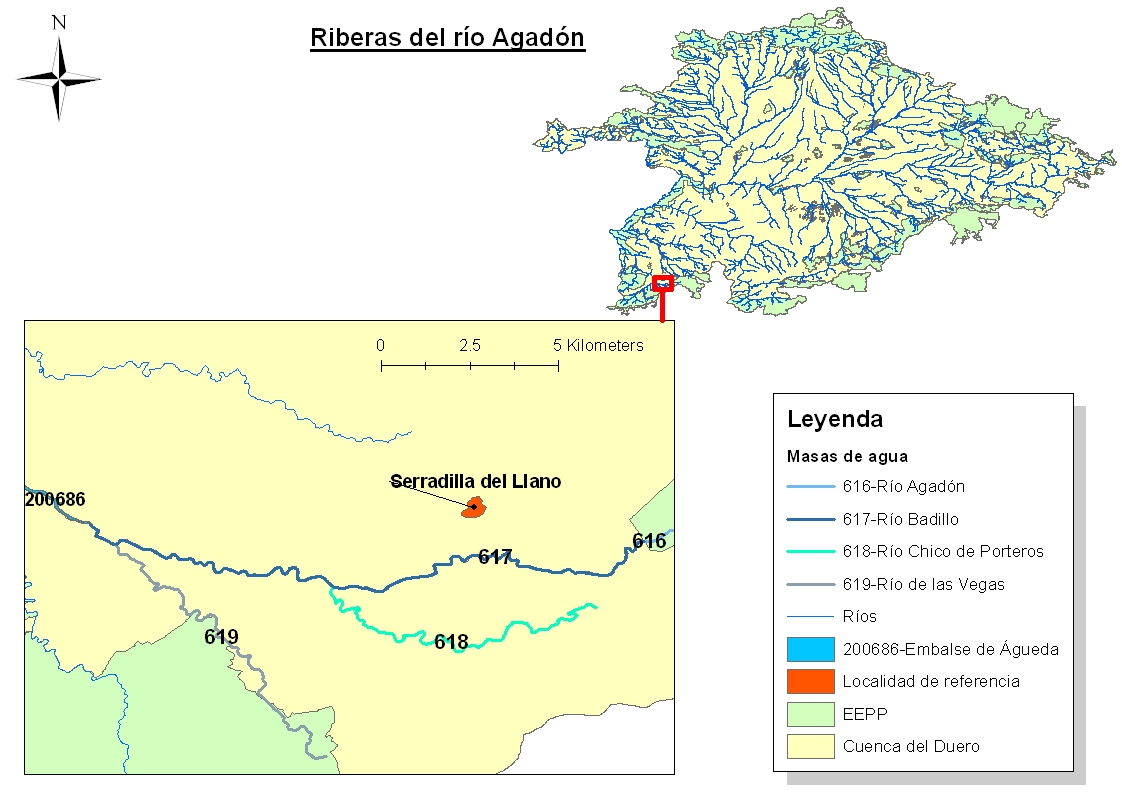 N
Riberas del río Agadón
0 2.5 5 Kilometers
Serradilla del Llano
200686
617
616
619
618
Leyenda
Masas de agua
616-Río Agadón
617-Río Badillo
618-Río Chico de Porteros
619-Río de las Vegas
Ríos
200686-Embalse de Águeda
Localidad de referencia
EEPP
Cuenca del Duero